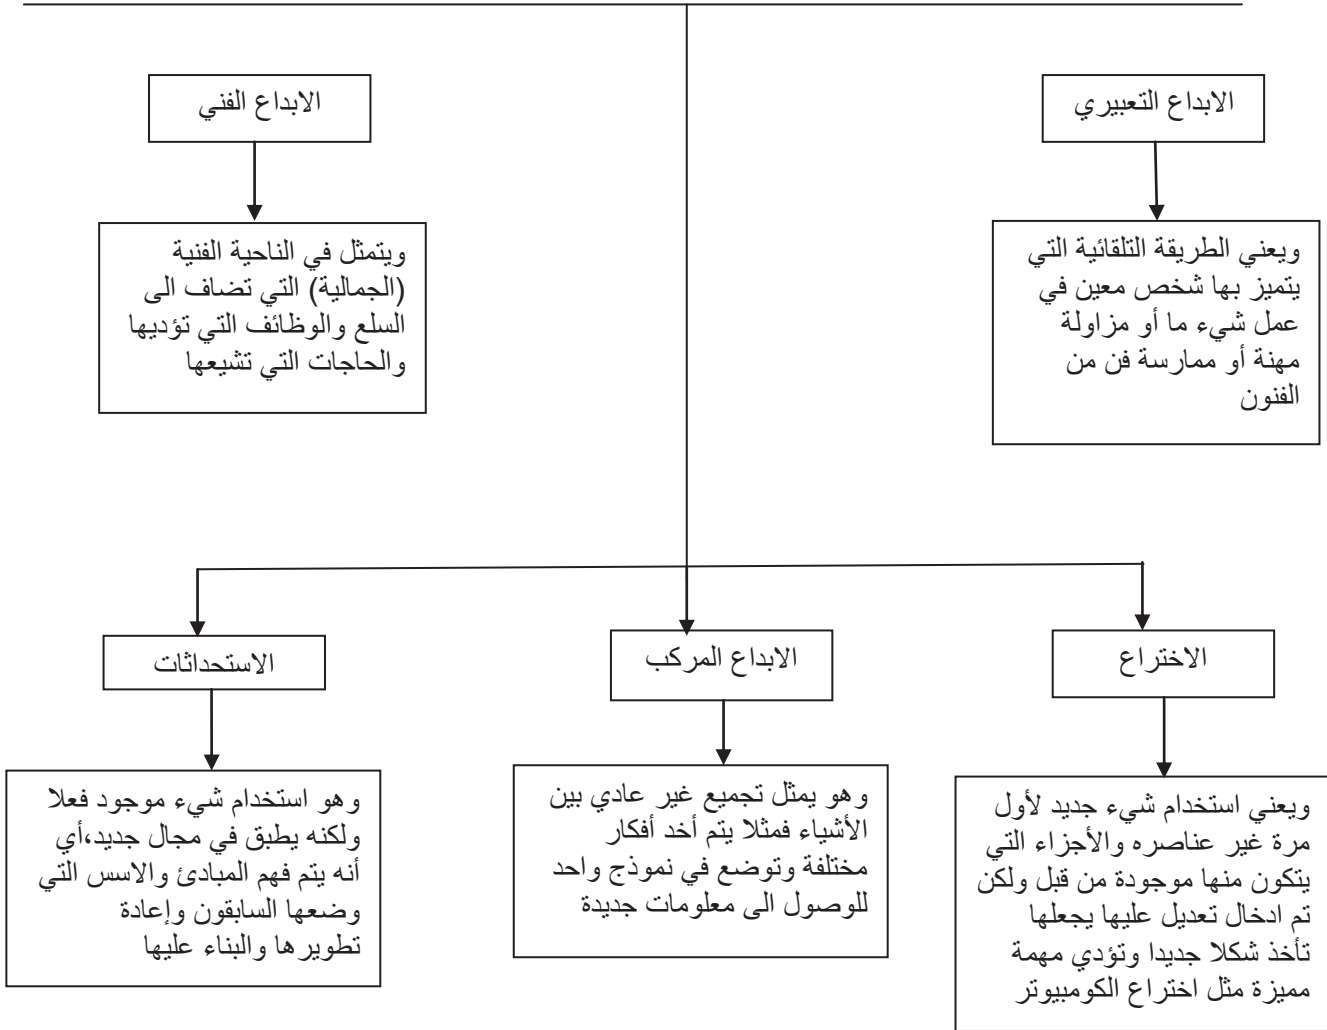 الابداع التعبيري
ويعني الطريقة التلقائية التي
يتميز بها شخص معين في
عمل شيء ما أو مزاولة
مهنة أو ممارسة فن من
الفنون
الابداع الفني
ويتمثل في الناحية الفنية
(الجمالية) التي تضاف الى
السلع والوظائف التي تؤديها
والحاجات التي تشيعها
الاختراع
ويعني استخدام شيء جديد لأول
مرة غير عناصره والأجزاء التي
يتكون منها موجودة من قبل ولكن
تم ادخال تعديل عليها يجعلها
تأخذ شكلا جديدا وتؤدي مهمة
مميزة مثل اختراع الكومبيوتر
الابداع المركب
وهو يمثل تجميع غير عادي بين
الأشياء فمثلا يتم أخد أفكار
مختلفة وتوضع في نموذج واحد
للوصول الى معلومات جديدة
الاستحداثات
وهو استخدام شيء موجود فعلا
ولكنه يطبق في مجال جديد،أي
أنه يتم فهم المبادئ والاسس التي
وضعها السابقون وإعادة
تطويرها والبناء عليها